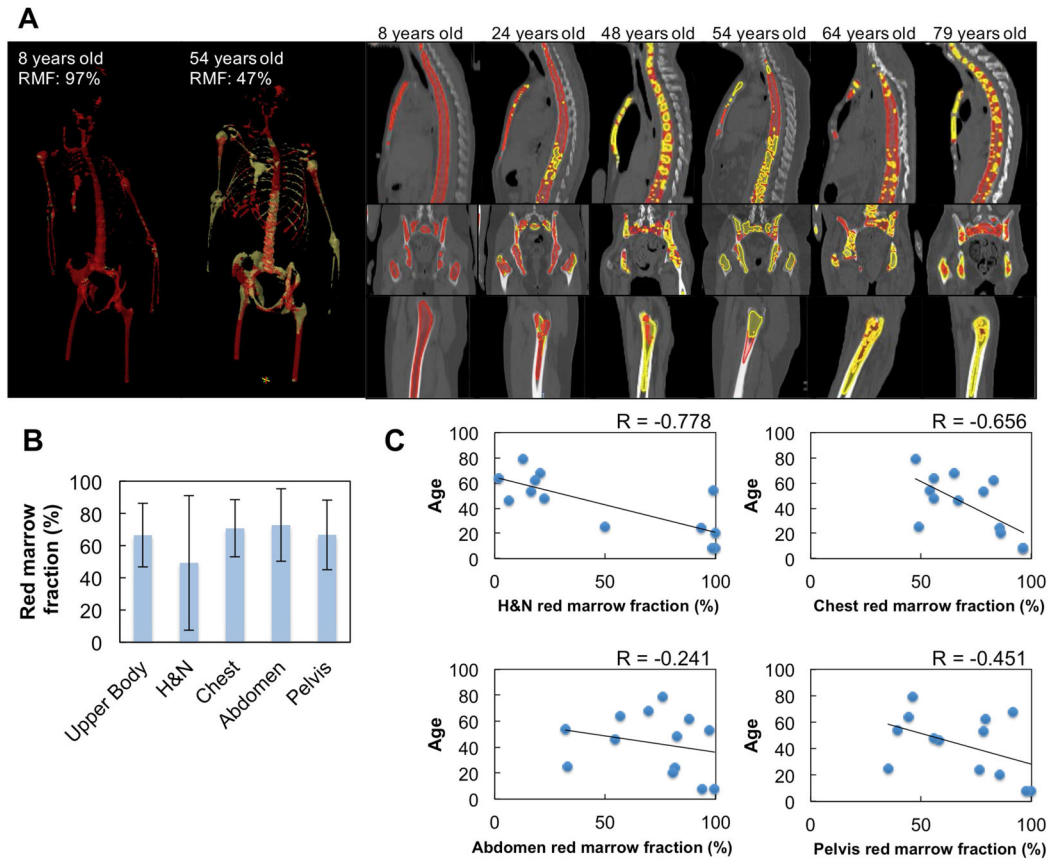 A
8 years old
RMF: 97%
54 years old
RMF: 47%
8 years old
24 years old
48 years old
54 years old
64 years old
79 years old
B
Red marrow
fraction (%)
100
80
60
40
20
0
Upper Body
H&N
Chest
Abdomen
Pelvis
C
R = -0.778
Age
100
80
60
40
20
0
0
50
100
H&N red marrow fraction (%)
R = -0.656
Age
100
80
60
40
20
0
0
50
100
Chest red marrow fraction (%)
R = -0.241
Age
100
80
60
40
20
0
0
50
100
Abdomen red marrow fraction (%)
R = -0.451
Age
100
80
60
40
20
0
0
50
100
Pelvis red marrow fraction (%)